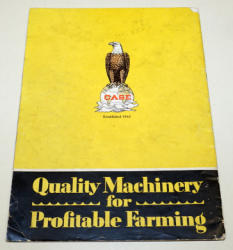 CASE
Established 1842
Quality Machinery
for
Profitable Farming